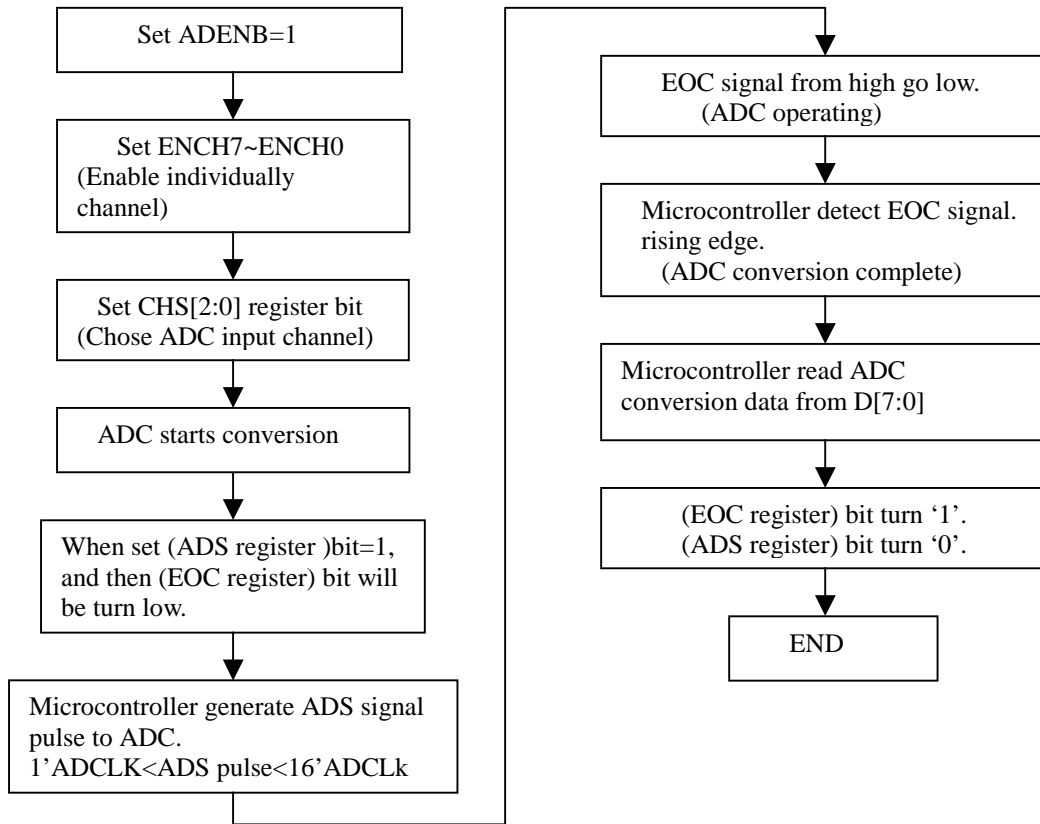 Set ADENB=1
Set ENCH7~ENCH0
(Enable individually
channel)
Set CHS[2:0] register bit
(Chose ADC input channel)
ADC starts conversion
When set (ADS register )bit=1,
and then (EOC register) bit will
be turn low.
Microcontroller generate ADS signal
pulse to ADC.
1’ADCLK<ADS pulse<16’ADCLk
EOC signal from high go low.
(ADC operating)
Microcontroller detect EOC signal.
rising edge.
(ADC conversion complete)
Microcontroller read ADC
conversion data from D[7:0]
(EOC register) bit turn ‘1’.
(ADS register) bit turn ‘0’.
END